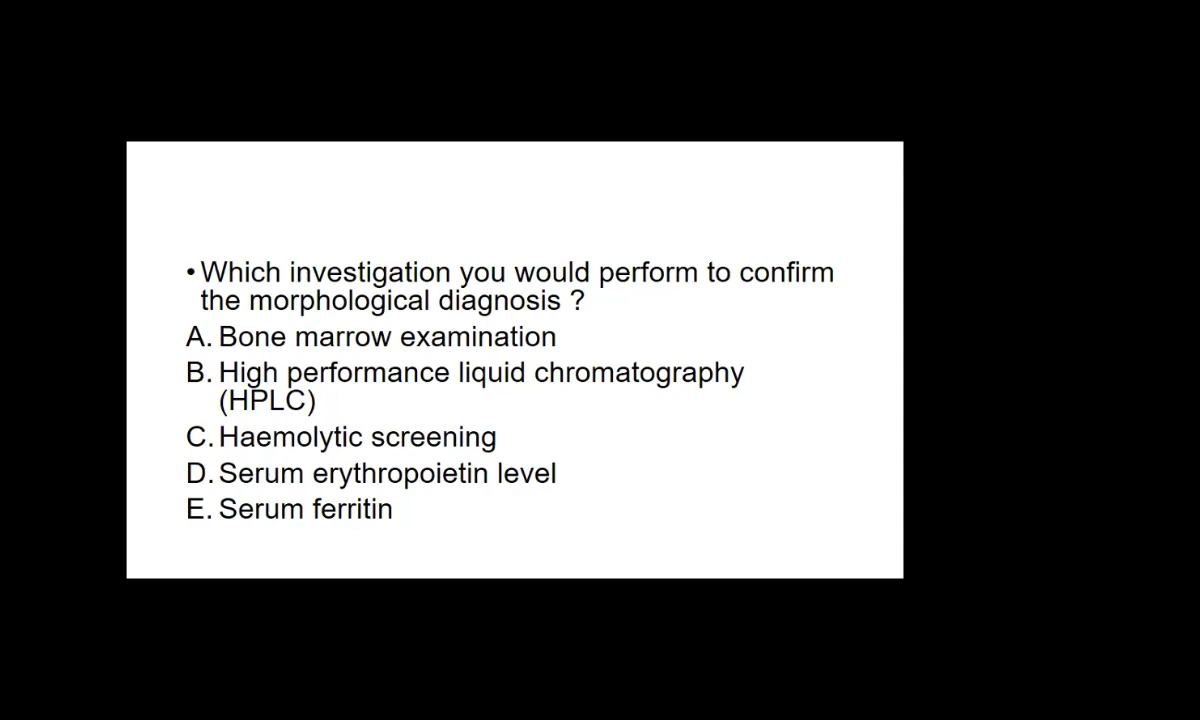 • Which investigation you would perform to confirm
the morphological diagnosis ?
A. Bone marrow examination
B. High performance liquid chromatography
(HPLC)
C. Haemolytic screening
D. Serum erythropoietin level
E. Serum ferritin